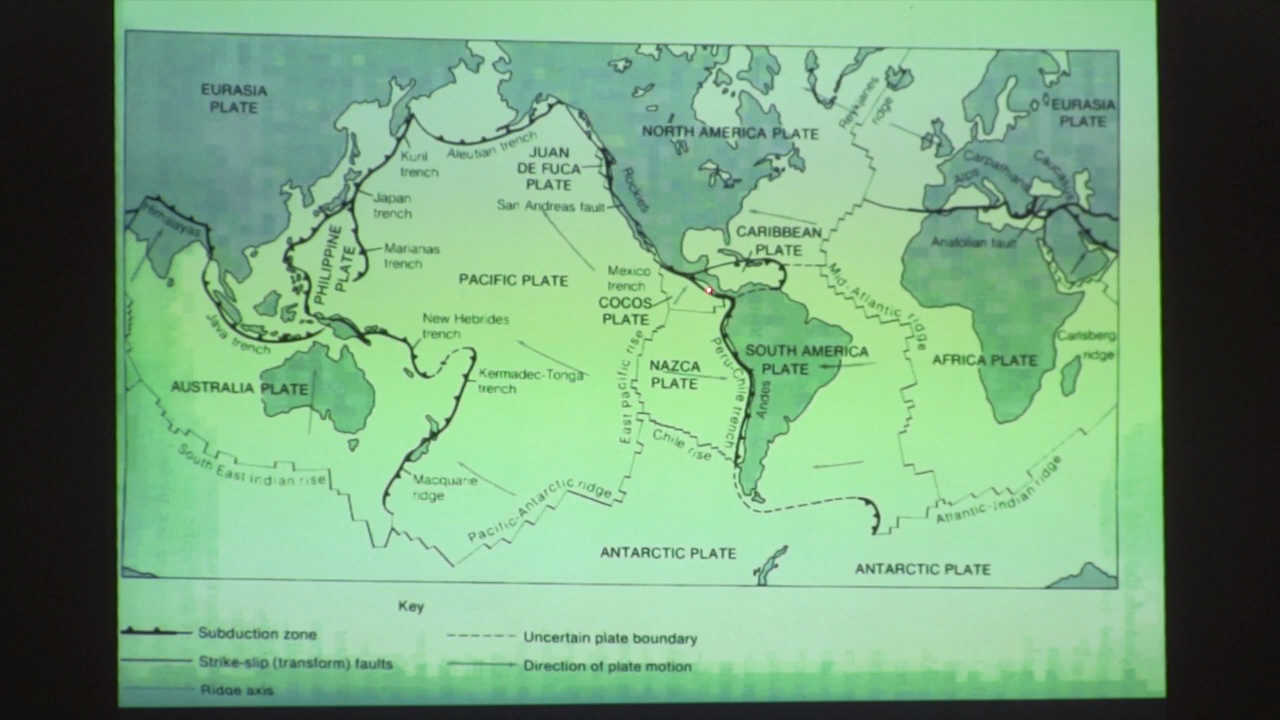 EURASIA
PLATE
NORTH AMERICA PLATE
Reykjanes
ridge
EURASIA
PLATE
Kuril
trench
Aleutian trench
JUAN
DE FUCA
PLATE
Rockies
Carpathians
Alps
Caucasus
Himalayas
Japan
trench
San Andreas fault
CARIBBEAN
PLATE
Anatolian fault
PHILIPPINE
PLATE
Marianas
trench
PACIFIC PLATE
Mexico
trench
COCOS
PLATE
Mid-Atlantic ridge
Java trench
New Hebrides
trench
East Pacific rise
NAZCA
PLATE
Peru-Chile trench
SOUTH AMERICA
PLATE
Andes
AFRICA PLATE
Carlsberg
ridge
AUSTRALIA PLATE
Kermadec-Tonga
trench
Chile rise
South East Indian rise
Macquarie
ridge
Pacific-Antarctic ridge
Atlantic-Indian ridge
ANTARCTIC PLATE
ANTARCTIC PLATE
Key
Subduction zone
Uncertain plate boundary
Strike-slip (transform) faults
Direction of plate motion
Ridge axis